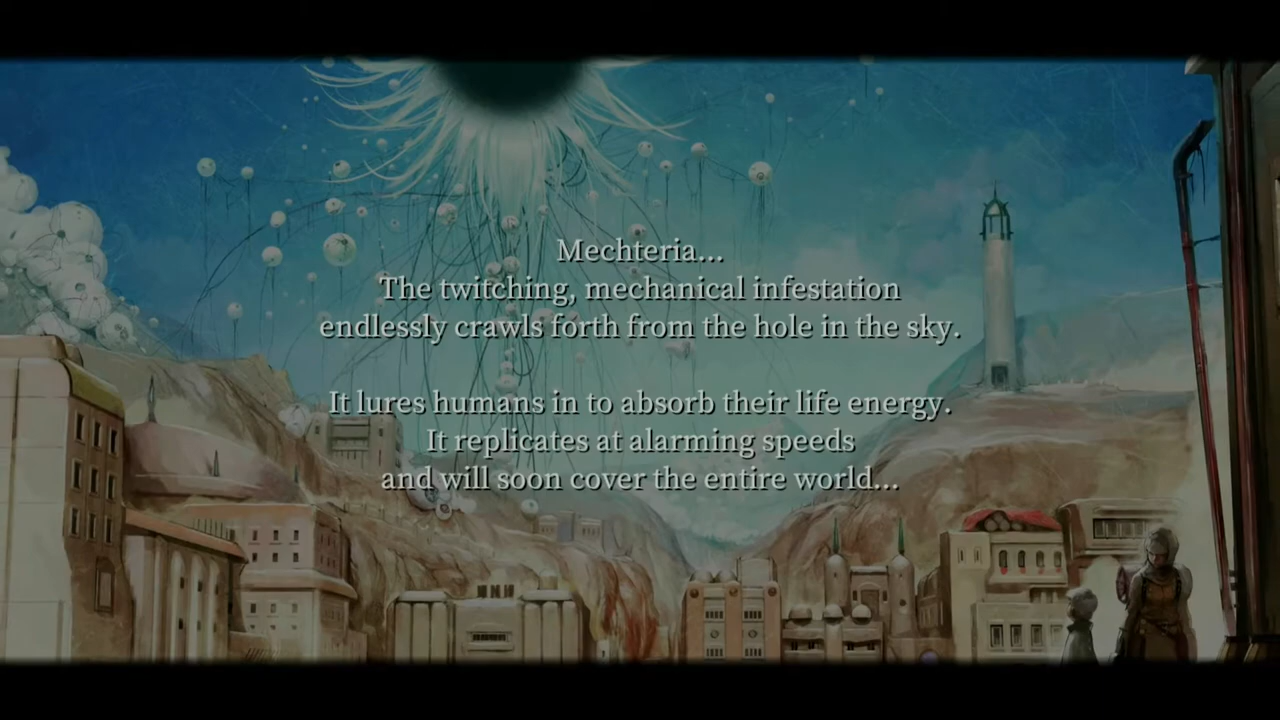 Mechteria...
The twitching, mechanical infestation
endlessly crawls forth from the hole in the sky.
It lures humans in to absorb their life energy.
It replicates at alarming speeds
and will soon cover the entire world...